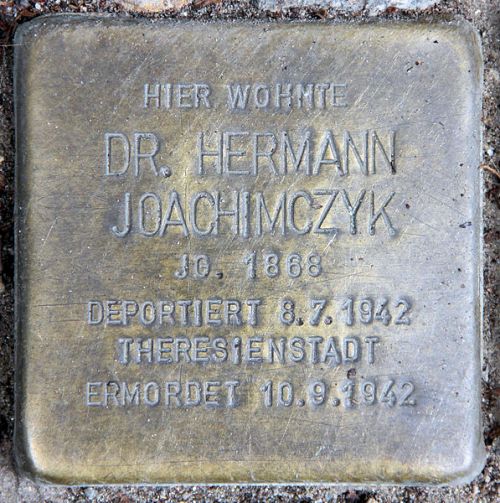 HIER WOHNTE
DR. HERMANN
JOACHIMCZYK
JG. 1868
DEPORTIERT 8.7.1942
THERESIENSTADT
ERMORDET 10.9.1942